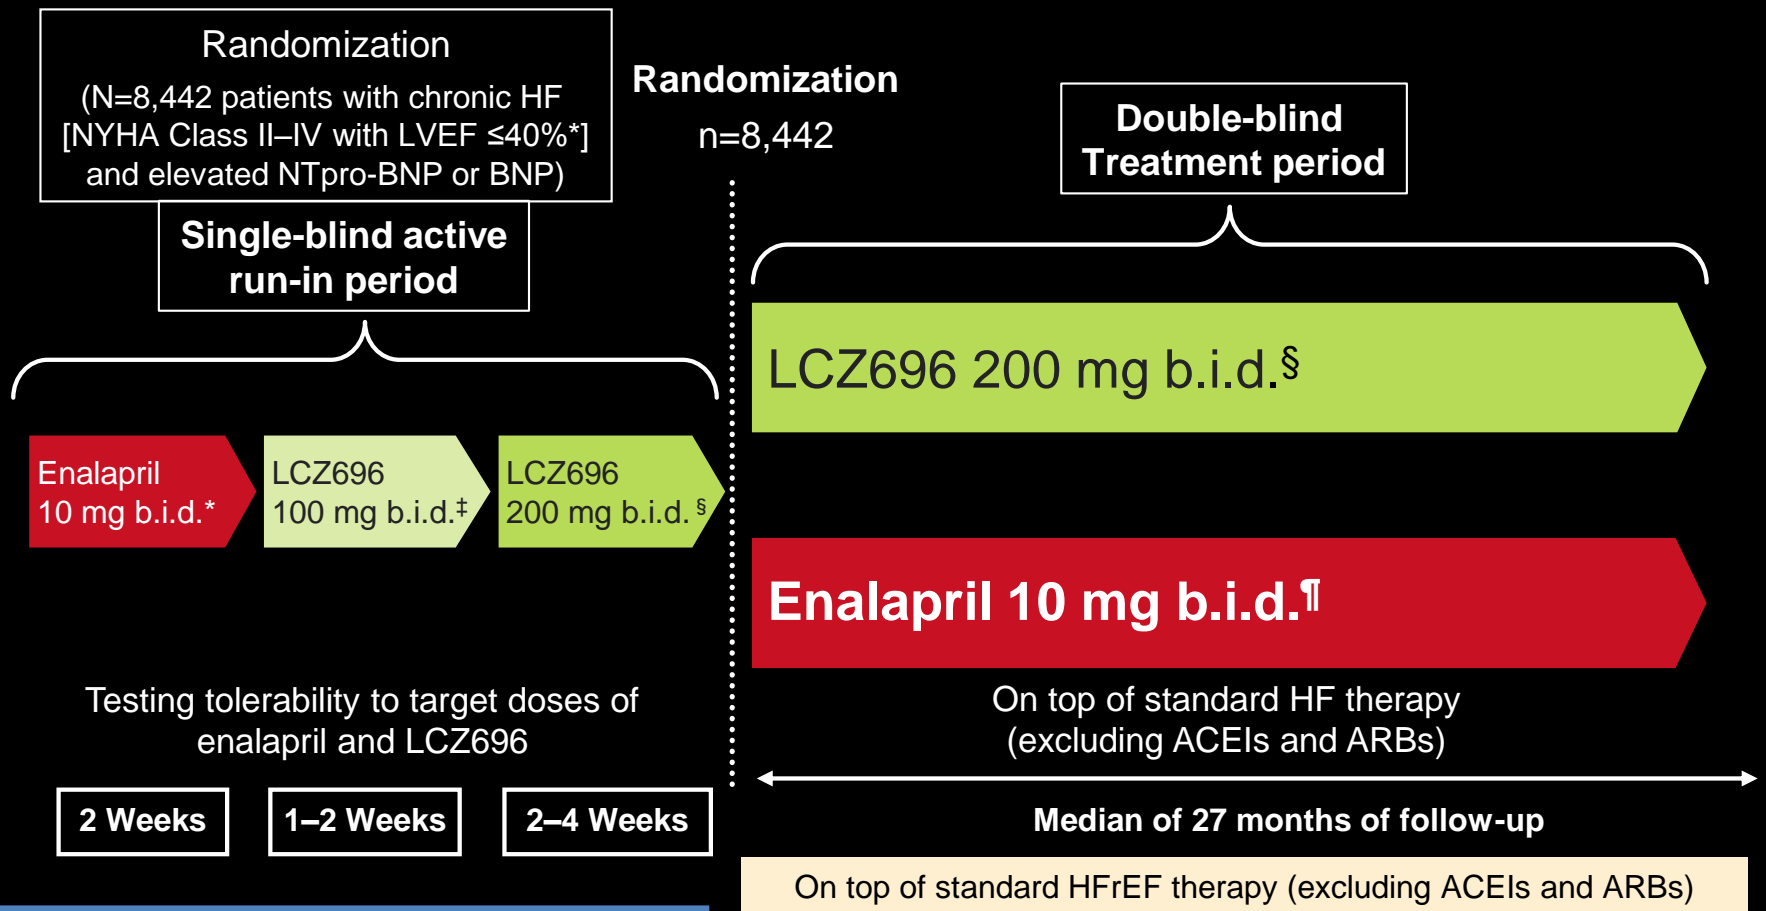 Randomization
(N=8,442 patients with chronic HF
[NYHA Class II–IV with LVEF ≤40%*]
and elevated NTpro-BNP or BNP)
Single-blind active
run-in period
Randomization
n=8,442
Double-blind
Treatment period
Enalapril
10 mg b.i.d.*
LCZ696
100 mg b.i.d.‡
LCZ696
200 mg b.i.d. §
LCZ696 200 mg b.i.d.§
Enalapril 10 mg b.i.d.¶
Testing tolerability to target doses of
enalapril and LCZ696
On top of standard HF therapy
(excluding ACEIs and ARBs)
2 Weeks
1–2 Weeks
2–4 Weeks
Median of 27 months of follow-up
On top of standard HFrEF therapy (excluding ACEIs and ARBs)